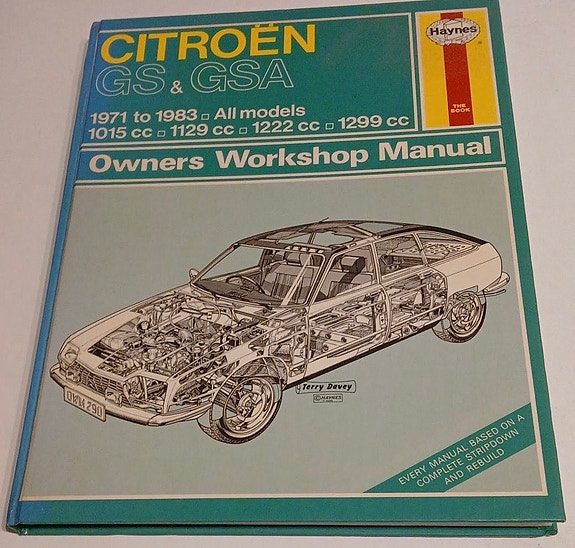 CITROËN
GS & GSA
1971 to 1983 □ All models
1015 cc □ 1129 cc □ 1222 cc □ 1299 cc
Owners Workshop Manual
Haynes
THE
BOOK
Terry Davey
© HAYNES
EVERY MANUAL BASED ON A
COMPLETE STRIPDOWN
AND REBUILD